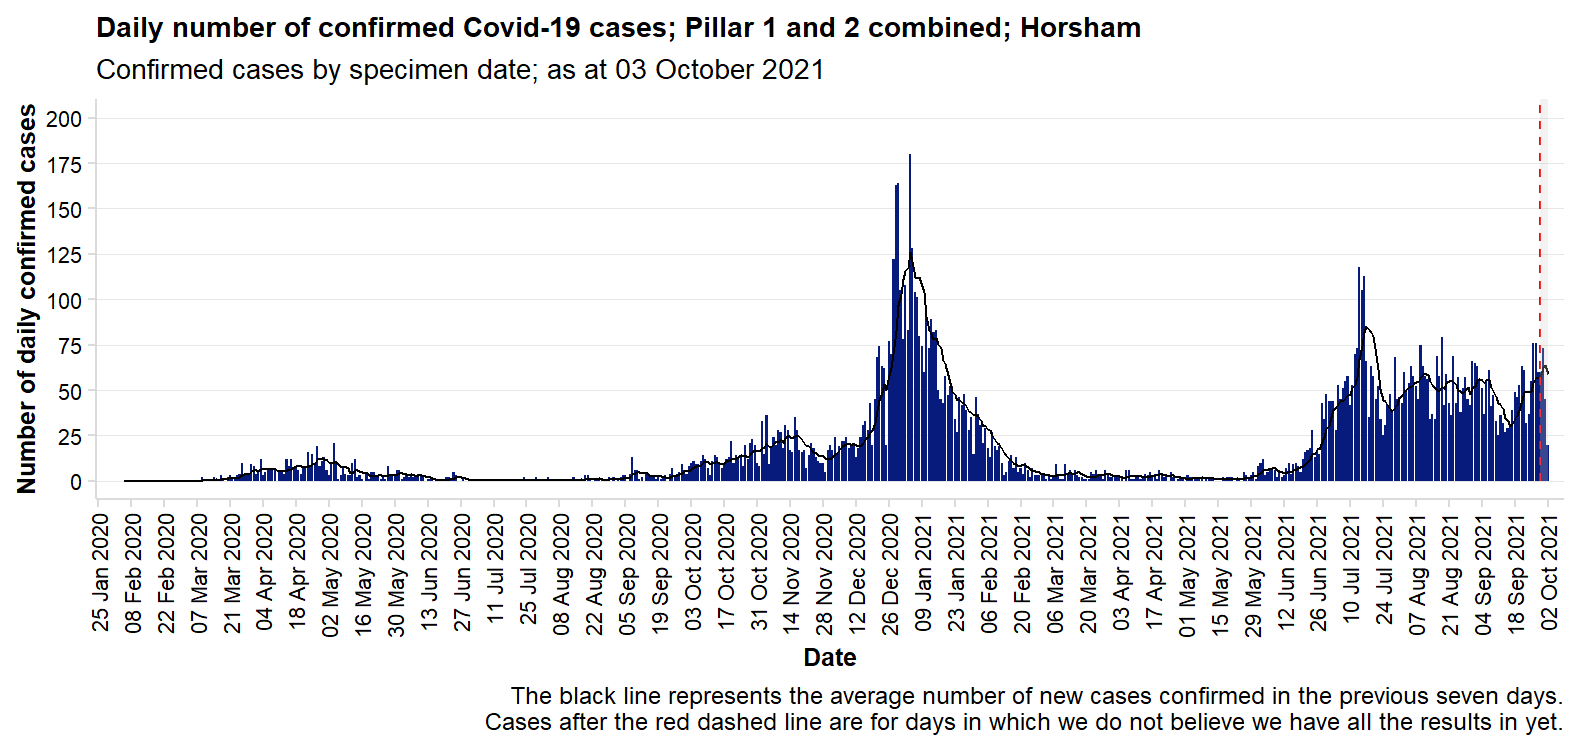 Daily number of confirmed Covid-19 cases; Pillar 1 and 2 combined; Horsham
Confirmed cases by specimen date; as at 03 October 2021
Number of daily confirmed cases
200
175
150
125
100
75
50
25
0
25 Jan 2020
08 Feb 2020
22 Feb 2020
07 Mar 2020
21 Mar 2020
04 Apr 2020
18 Apr 2020
02 May 2020
16 May 2020
30 May 2020
13 Jun 2020
27 Jun 2020
11 Jul 2020
25 Jul 2020
08 Aug 2020
22 Aug 2020
05 Sep 2020
19 Sep 2020
03 Oct 2020
17 Oct 2020
31 Oct 2020
14 Nov 2020
28 Nov 2020
12 Dec 2020
26 Dec 2020
09 Jan 2021
23 Jan 2021
06 Feb 2021
20 Feb 2021
06 Mar 2021
20 Mar 2021
03 Apr 2021
17 Apr 2021
01 May 2021
15 May 2021
29 May 2021
12 Jun 2021
26 Jun 2021
10 Jul 2021
24 Jul 2021
07 Aug 2021
21 Aug 2021
04 Sep 2021
18 Sep 2021
02 Oct 2021
Date
The black line represents the average number of new cases confirmed in the previous seven days.
Cases after the red dashed line are for days in which we do not believe we have all the results in yet.